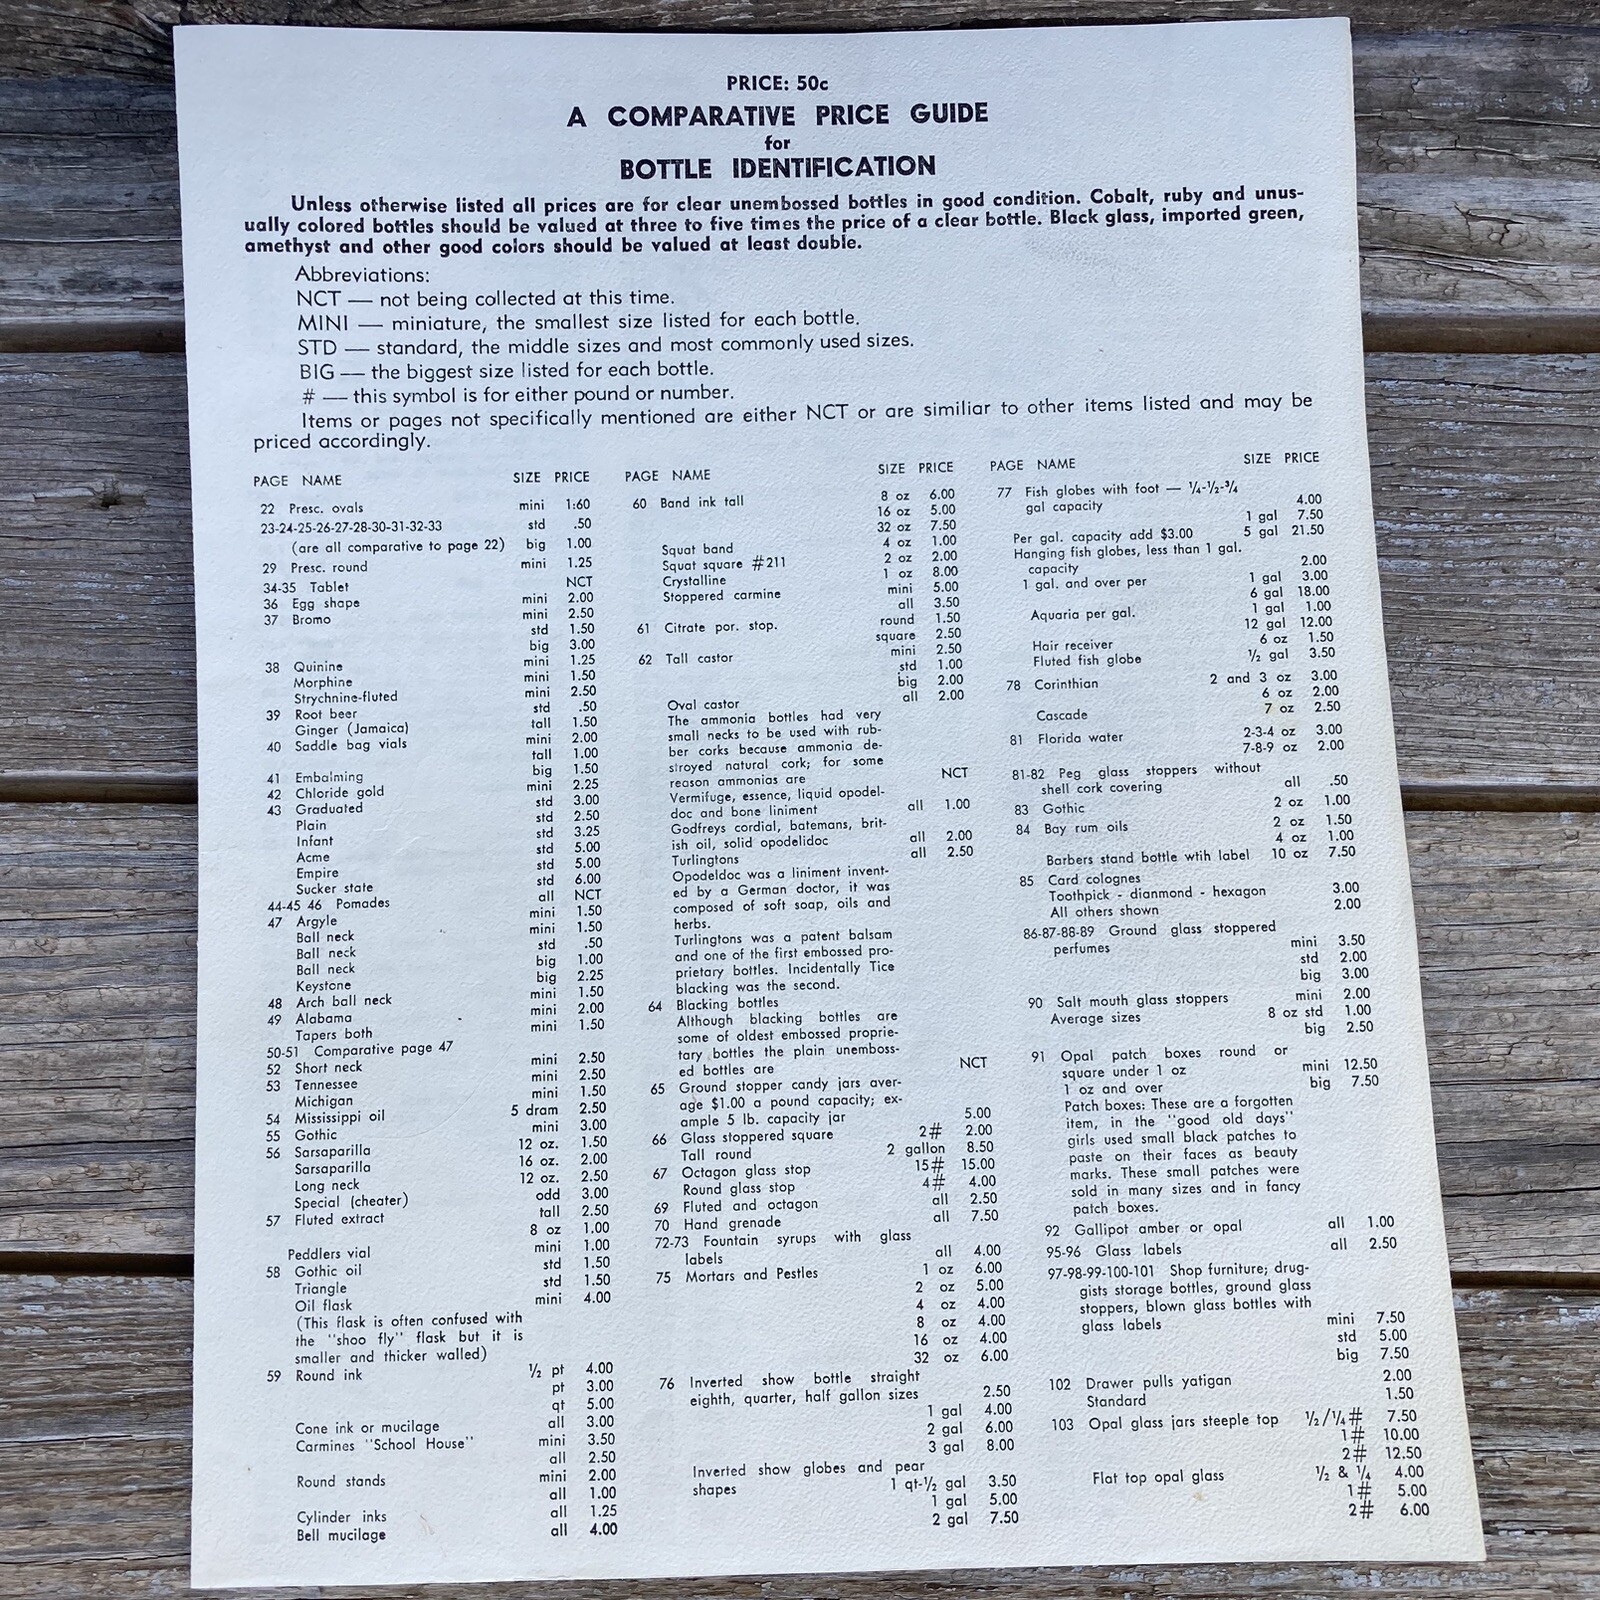 PRICE: 50c
A COMPARATIVE PRICE GUIDE
for
BOTTLE IDENTIFICATION
Unless otherwise listed all prices are for clear unembossed bottles in good condition. Cobalt, ruby and unus-
ually colored bottles should be valued at three to five times the price of a clear bottle. Black glass, imported green,
amethyst and other good colors should be valued at least double.
Abbreviations:
NCT — not being collected at this time.
MINI — miniature, the smallest size listed for each bottle.
STD — standard, the middle sizes and most commonly used sizes.
BIG — the biggest size listed for each bottle.
# — this symbol is for either pound or number.
Items or pages not specifically mentioned are either NCT or are similiar to other items listed and may be
priced accordingly.
PAGE NAME SIZE PRICE
22 Presc. ovals mini 1:60
23-24-25-26-27-28-30-31-32-33 std .50
(are all comparative to page 22) big 1.00
29 Presc. round mini 1.25
34-35 Tablet NCT
36 Egg shape mini 2.00
37 Bromo mini 2.50
std 1.50
big 3.00
38 Quinine mini 1.25
Morphine mini 1.50
Strychnine-fluted mini 2.50
39 Root beer std .50
Ginger (Jamaica) tall 1.50
40 Saddle bag vials mini 2.00
tall 1.00
41 Embalming big 1.50
42 Chloride gold mini 2.25
43 Graduated std 3.00
Plain std 2.50
Infant std 3.25
Acme std 5.00
Empire std 5.00
Sucker state std 6.00
44-45 46 Pomades all NCT
47 Argyle mini 1.50
Ball neck mini 1.50
Ball neck std .50
Ball neck big 1.00
Keystone big 2.25
48 Arch ball neck mini 1.50
49 Alabama mini 2.00
Tapers both mini 1.50
50-51 Comparative page 47
52 Short neck mini 2.50
53 Tennessee mini 2.50
Michigan mini 1.50
54 Mississippi oil 5 dram 2.50
55 Gothic mini 3.00
56 Sarsaparilla 12 oz. 1.50
Sarsaparilla 16 oz. 2.00
Long neck 12 oz. 2.50
Special (cheater) odd 3.00
57 Fluted extract tall 2.50
8 oz 1.00
Peddlers vial mini 1.00
58 Gothic oil std 1.50
Triangle std 1.50
Oil flask mini 4.00
(This flask is often confused with
the "shoo fly" flask but it is
smaller and thicker walled)
59 Round ink ½ pt 4.00
pt 3.00
qt 5.00
Cone ink or mucilage all 3.00
Carmines "School House" mini 3.50
all 2.50
Round stands mini 2.00
all 1.00
Cylinder inks all 1.25
Bell mucilage all 4.00
PAGE NAME SIZE PRICE
60 Band ink tall 8 oz 6.00
16 oz 5.00
32 oz 7.50
Squat band 4 oz 1.00
Squat square #211 2 oz 2.00
Crystalline 1 oz 8.00
Stoppered carmine mini 5.00
all 3.50
61 Citrate por. stop. round 1.50
square 2.50
62 Tall castor mini 2.50
std 1.00
big 2.00
Oval castor all 2.00
The ammonia bottles had very
small necks to be used with rub-
ber corks because ammonia de-
stroyed natural cork; for some
reason ammonias are NCT
Vermifuge, essence, liquid opodel-
doc and bone liniment all 1.00
Godfreys cordial, batemans, brit-
ish oil, solid opodelidoc all 2.00
Turlingtons all 2.50
Opodeldoc was a liniment invent-
ed by a German doctor, it was
composed of soft soap, oils and
herbs.
Turlingtons was a patent balsam
and one of the first embossed pro-
prietary bottles. Incidentally Tice
blacking was the second.
64 Blacking bottles
Although blacking bottles are
some of oldest embossed proprie-
tary bottles the plain unemboss-
ed bottles are NCT
65 Ground stopper candy jars aver-
age $1.00 a pound capacity; ex-
ample 5 lb. capacity jar 5.00
66 Glass stoppered square 2# 2.00
Tall round 2 gallon 8.50
67 Octagon glass stop 15# 15.00
Round glass stop 4# 4.00
69 Fluted and octagon all 2.50
70 Hand grenade all 7.50
72-73 Fountain syrups with glass
labels all 4.00
75 Mortars and Pestles 1 oz 6.00
2 oz 5.00
4 oz 4.00
8 oz 4.00
16 oz 4.00
32 oz 6.00
76 Inverted show bottle straight
eighth, quarter, half gallon sizes 2.50
1 gal 4.00
2 gal 6.00
3 gal 8.00
Inverted show globes and pear
shapes 1 qt-½ gal 3.50
1 gal 5.00
2 gal 7.50
PAGE NAME SIZE PRICE
77 Fish globes with foot — ¼-½-¾
gal capacity 4.00
1 gal 7.50
Per gal. capacity add $3.00 5 gal 21.50
Hanging fish globes, less than 1 gal.
capacity 2.00
1 gal. and over per 1 gal 3.00
6 gal 18.00
Aquaria per gal. 1 gal 1.00
12 gal 12.00
Hair receiver 6 oz 1.50
Fluted fish globe ½ gal 3.50
78 Corinthian 2 and 3 oz 3.00
6 oz 2.00
Cascade 7 oz 2.50
81 Florida water 2-3-4 oz 3.00
7-8-9 oz 2.00
81-82 Peg glass stoppers without
shell cork covering all .50
83 Gothic 2 oz 1.00
84 Bay rum oils 2 oz 1.50
4 oz 1.00
Barbers stand bottle wtih label 10 oz 7.50
85 Card colognes
Toothpick - dianmond - hexagon 3.00
All others shown 2.00
86-87-88-89 Ground glass stoppered
perfumes mini 3.50
std 2.00
big 3.00
90 Salt mouth glass stoppers mini 2.00
Average sizes 8 oz std 1.00
big 2.50
91 Opal patch boxes round or
square under 1 oz mini 12.50
1 oz and over big 7.50
Patch boxes: These are a forgotten
item, in the "good old days"
girls used small black patches to
paste on their faces as beauty
marks. These small patches were
sold in many sizes and in fancy
patch boxes.
92 Gallipot amber or opal all 1.00
95-96 Glass labels all 2.50
97-98-99-100-101 Shop furniture; drug-
gists storage bottles, ground glass
stoppers, blown glass bottles with
glass labels mini 7.50
std 5.00
big 7.50
102 Drawer pulls yatigan 2.00
Standard 1.50
103 Opal glass jars steeple top ½/¼# 7.50
1# 10.00
2# 12.50
Flat top opal glass ½ & ¼ 4.00
1# 5.00
2# 6.00